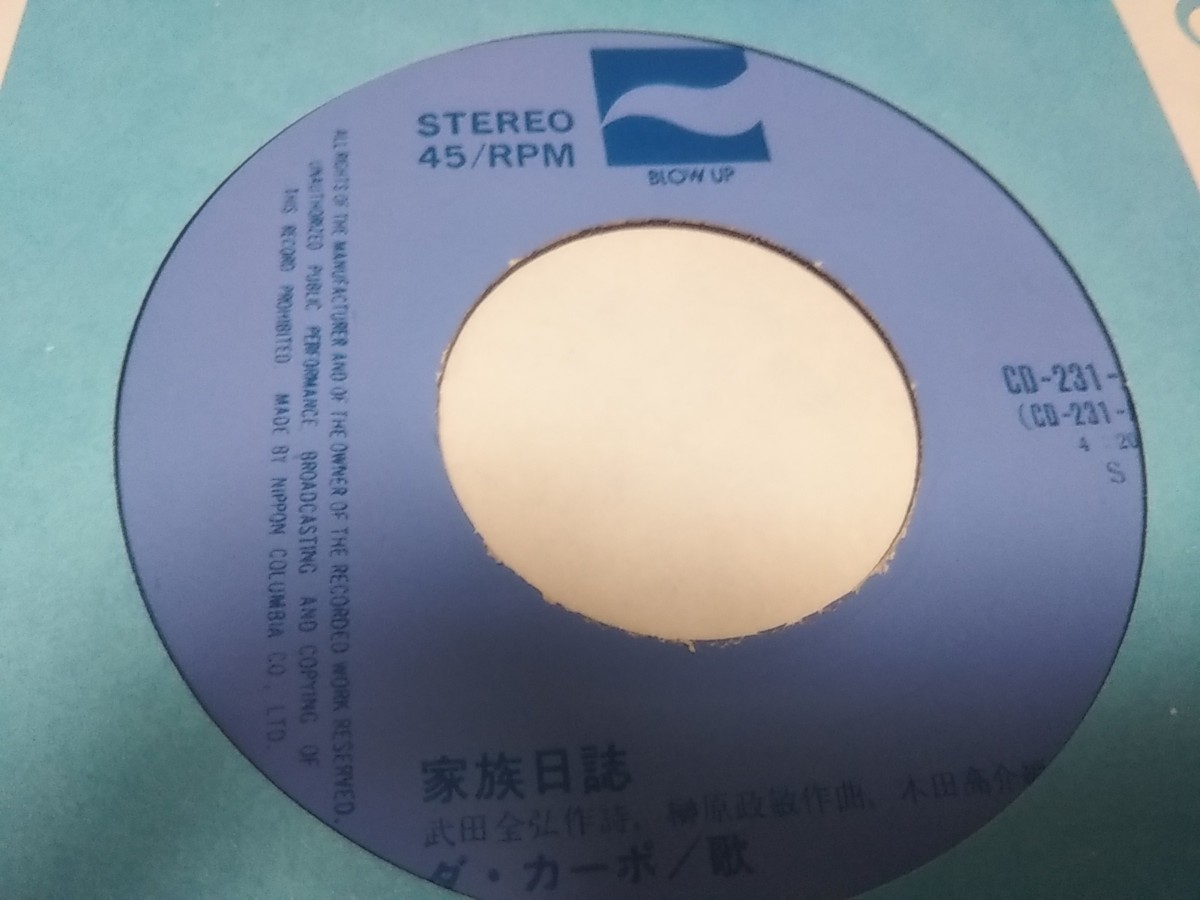 STEREO
45/RPM
BLOW UP
ALL RIGHTS OF THE MANUFACTURER AND OF THE OWNER OF THE RECORDED WORK RESERVED.
UNAUTHORIZED PUBLIC PERFORMANCE BROADCASTING AND COPYING OF
THIS RECORD PROHIBITED MADE BY NIPPON COLUMBIA CO., LTD.
CD-231-
(CD-231-
4 20
S
家族日誌
武田全弘作詩, 榊原政敏作曲, 木田高介
ダ・カーポ/歌